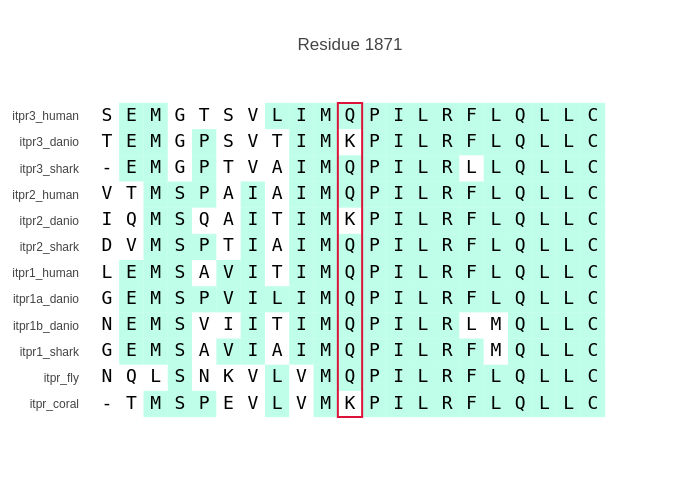 Residue 1871
itpr3_human S E M G T S V L I M Q P I L R F L Q L L C
itpr3_danio T E M G P S V T I M K P I L R F L Q L L C
itpr3_shark - E M G P T V A I M Q P I L R L L Q L L C
itpr2_human V T M S P A I A I M Q P I L R F L Q L L C
itpr2_danio I Q M S Q A I T I M K P I L R F L Q L L C
itpr2_shark D V M S P T I A I M Q P I L R F L Q L L C
itpr1_human L E M S A V I T I M Q P I L R F L Q L L C
itpr1a_danio G E M S P V I L I M Q P I L R F L Q L L C
itpr1b_danio N E M S V I I T I M Q P I L R L M Q L L C
itpr1_shark G E M S A V I A I M Q P I L R F M Q L L C
itpr_fly N Q L S N K V L V M Q P I L R F L Q L L C
itpr_coral - T M S P E V L V M K P I L R F L Q L L C